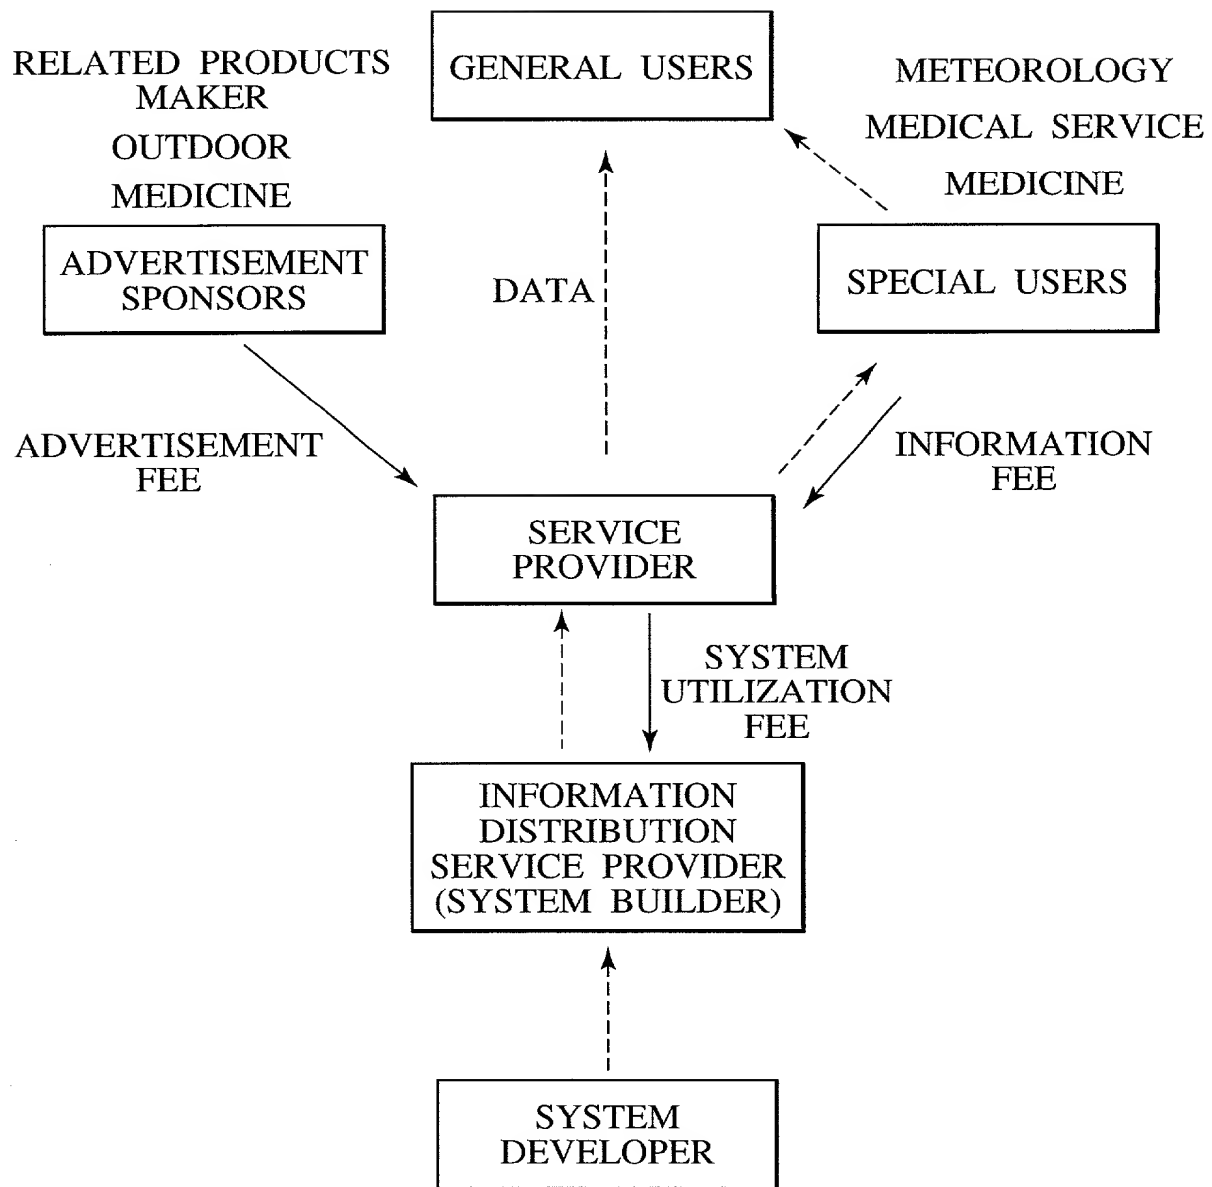 GENERAL USERS
RELATED PRODUCTS
MAKER
OUTDOOR
MEDICINE
METEOROLOGY
MEDICAL SERVICE
MEDICINE
ADVERTISEMENT
SPONSORS
DATA
SPECIAL USERS
ADVERTISEMENT
FEE
INFORMATION
FEE
SERVICE
PROVIDER
SYSTEM
UTILIZATION
FEE
INFORMATION
DISTRIBUTION
SERVICE PROVIDER
(SYSTEM BUILDER)
SYSTEM
DEVELOPER